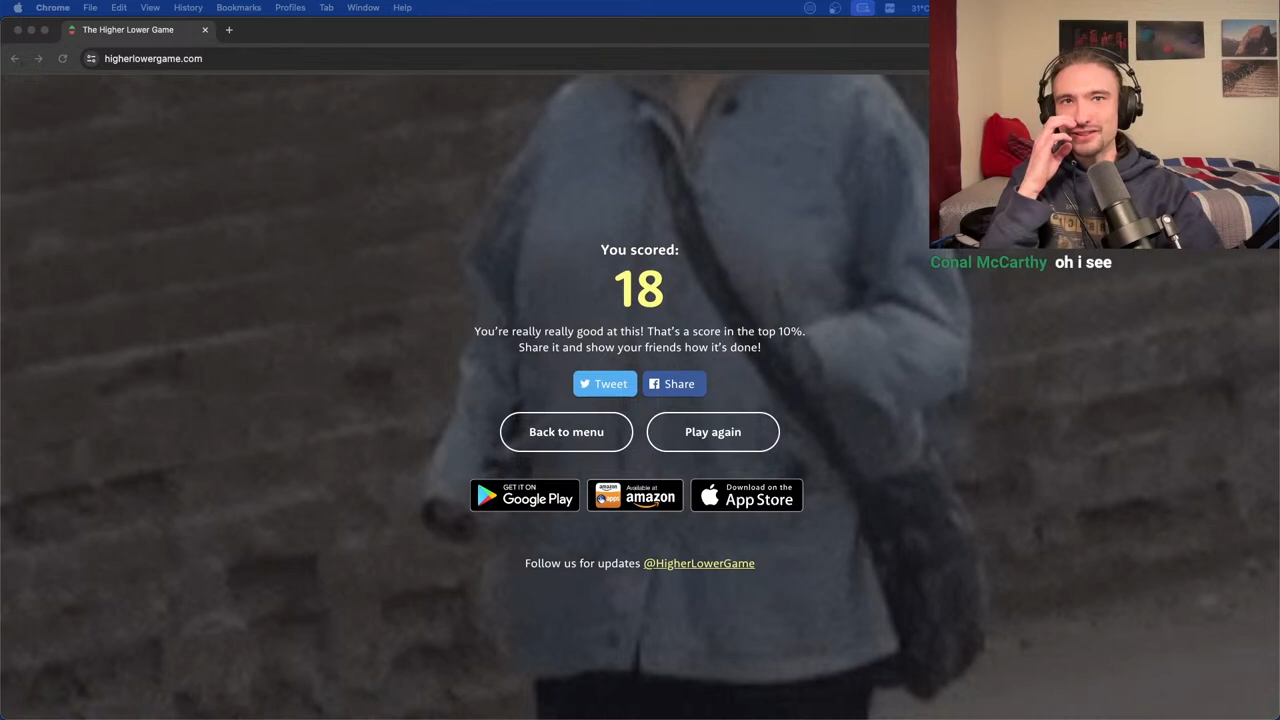 Chrome File Edit View History Bookmarks Profiles Tab Window Help 31°C
The Higher Lower Game
higherlowergame.com
You scored:
18
You're really really good at this! That's a score in the top 10%.
Share it and show your friends how it's done!
Tweet Share
Back to menu Play again
GET IT ON Google Play
amazon apps Available at amazon
Download on the App Store
Follow us for updates @HigherLowerGame
Conal McCarthy oh i see